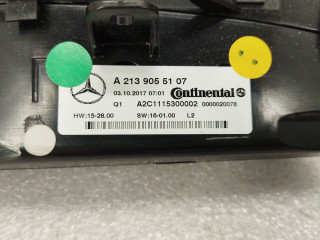 A 213 905 51 07
03.10.2017 07:01 Continental
Q1 A2C1115300002 0000020078
HW:15-26.00 SW:16-01.00 L2